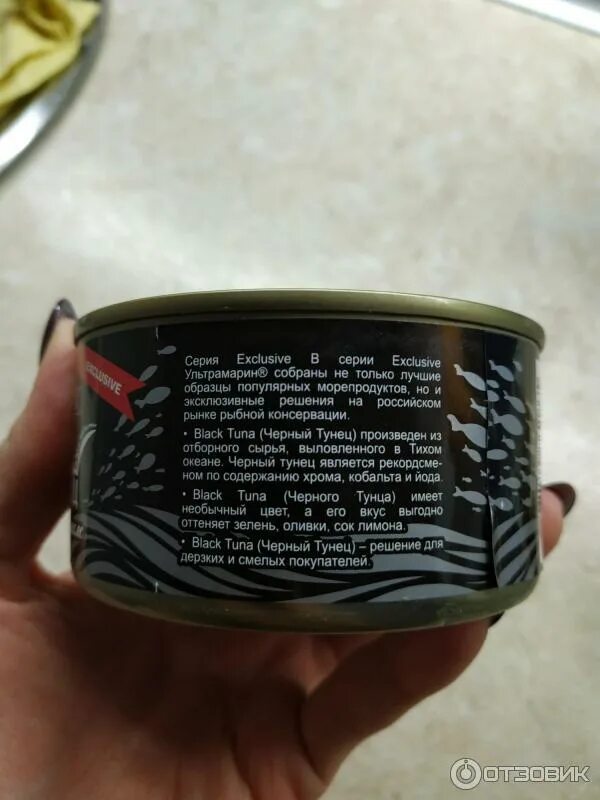 EXCLUSIVE
Серия Exclusive В серии Exclusive
Ультрамарин® собраны не только лучшие
образцы популярных морепродуктов, но и
эксклюзивные решения на российском
рынке рыбной консервации.
• Black Tuna (Черный Тунец) произведен из
отборного сырья, выловленного в Тихом
океане. Черный тунец является рекордсме-
ном по содержанию хрома, кобальта и йода.
• Black Tuna (Черного Тунца) имеет
необычный цвет, а его вкус выгодно
оттеняет зелень, оливки, сок лимона.
• Black Tuna (Черный Тунец) – решение для
дерзких и смелых покупателей.
ОТЗОВИК